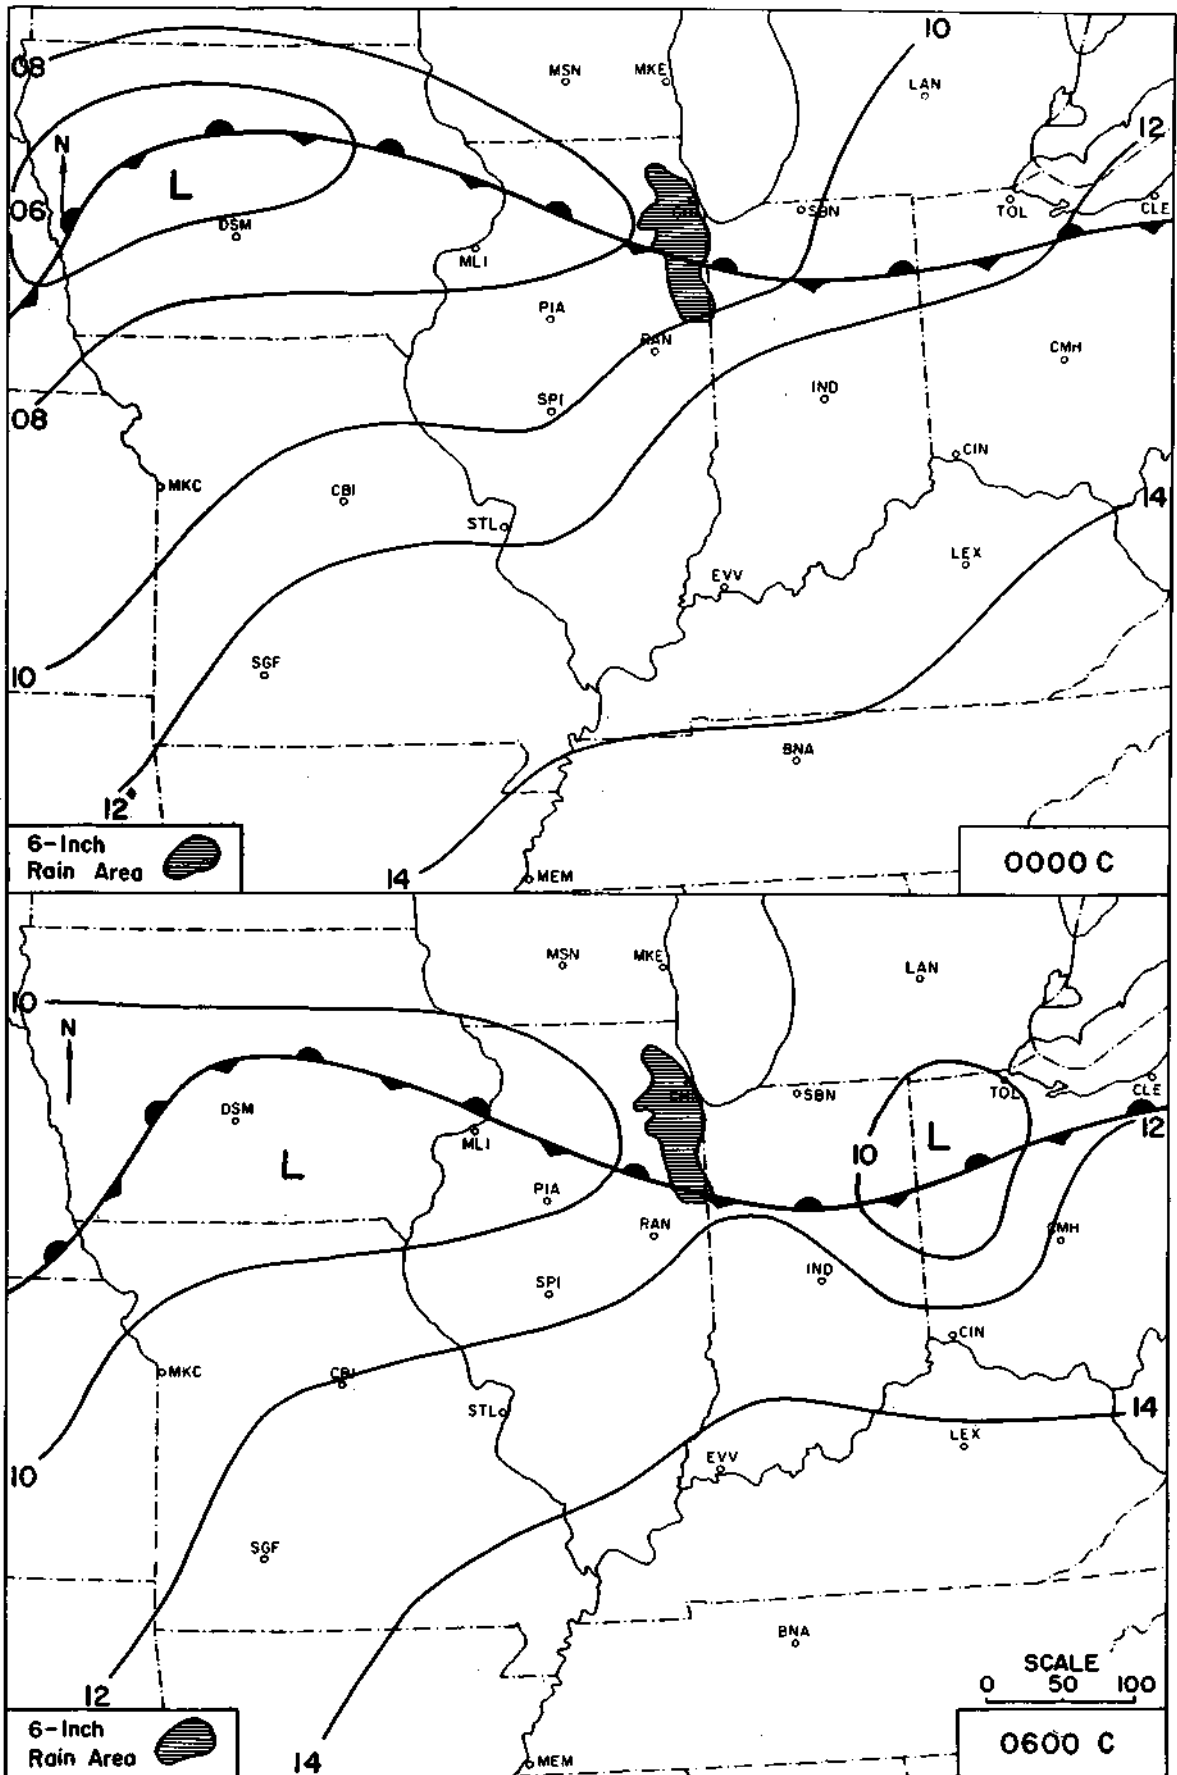 10
08
MSN
MKE
LAN
12
N
06
L
DSM
SBN
TOL
CLE
MLI
PIA
RAN
CMH
IND
08
SPI
CIN
MKC
CBI
STL
14
LEX
EVV
10
SGF
BNA
12
6-Inch
Rain Area
14
MEM
0000 C
MSN
MKE
LAN
10
N
DSM
CHI
SBN
TOL
CLE
12
MLI
L
10
L
PIA
RAN
CMH
IND
SPI
CIN
MKC
CBI
STL
14
LEX
EVV
10
SGF
BNA
SCALE
0 50 100
12
6-Inch
Rain Area
14
MEM
0600 C